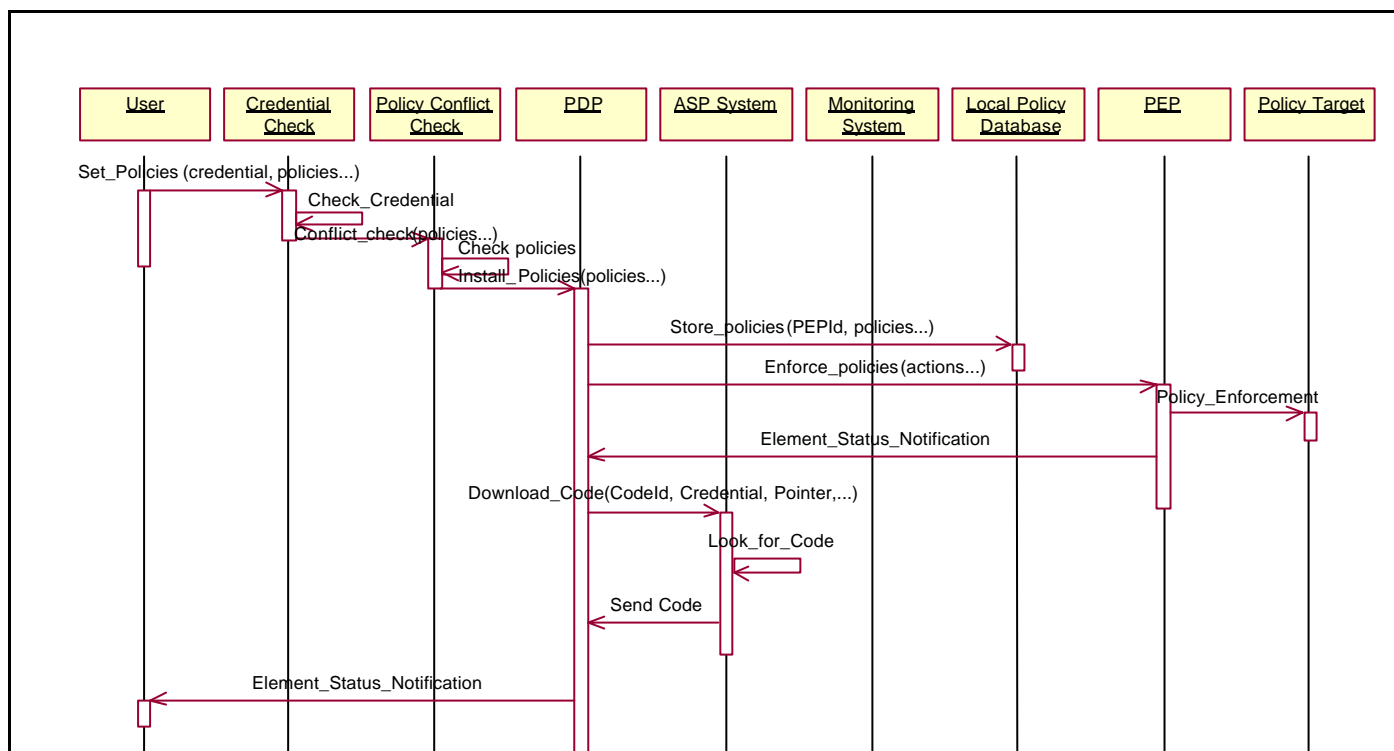 User
Credential
Check
Policy Conflict
Check
PDP
ASP System
Monitoring
System
Local Policy
Database
PEP
Policy Target
Set_Policies (credential, policies...)
Check_Credential
Conflict_check(policies...)
Check policies
Install_Policies(policies...)
Store_policies(PEPId, policies...)
Enforce_policies(actions...)
Policy_Enforcement
Element_Status_Notification
Download_Code(CodeId, Credential, Pointer,...)
Look_for_Code
Send Code
Element_Status_Notification